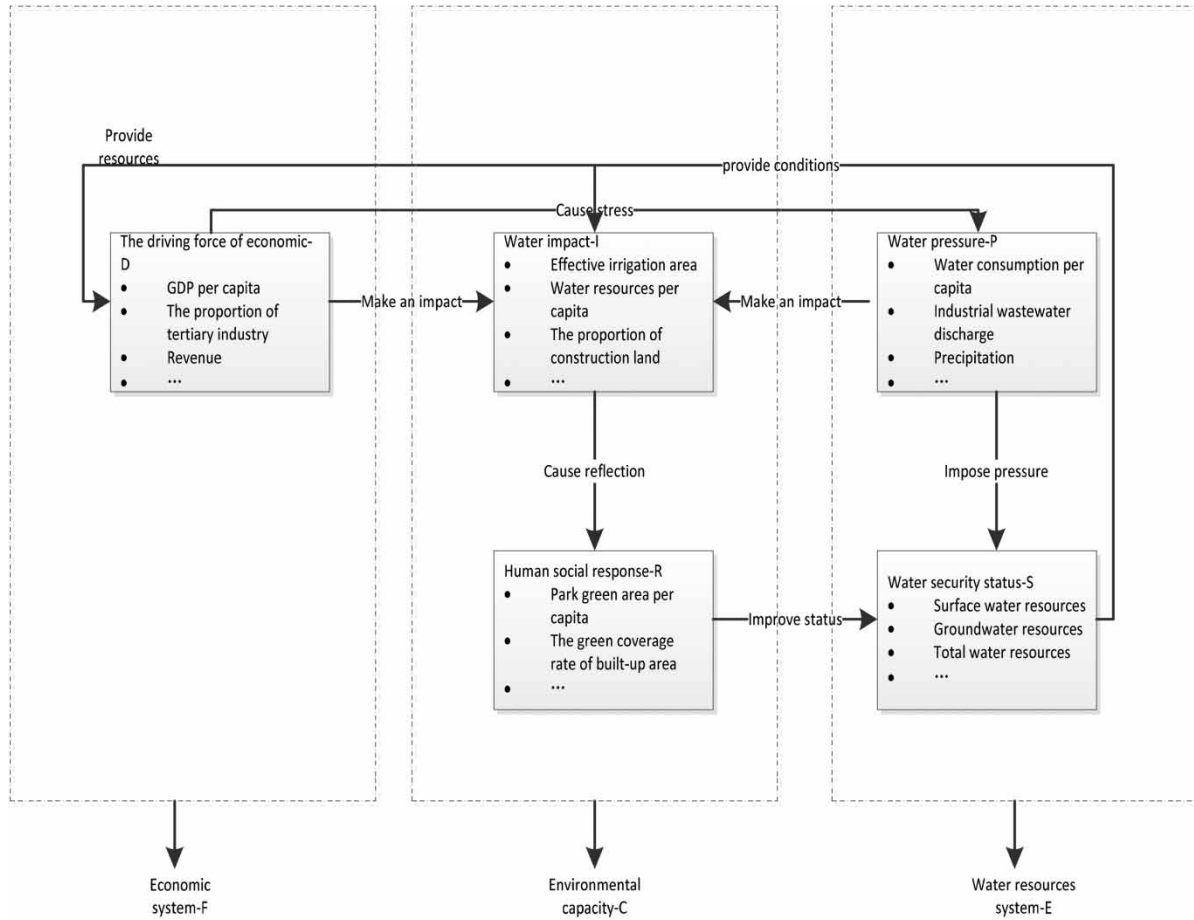 Provide
resources
provide conditions
Cause stress
The driving force of economic-
D
• GDP per capita
• The proportion of
tertiary industry
• Revenue
• ...
Make an impact
Water impact-I
• Effective irrigation area
• Water resources per
capita
• The proportion of
construction land
• ...
Make an impact
Water pressure-P
• Water consumption per
capita
• Industrial wastewater
discharge
• Precipitation
• ...
Cause reflection
Impose pressure
Human social response-R
• Park green area per
capita
• The green coverage
rate of built-up area
• ...
Improve status
Water security status-S
• Surface water resources
• Groundwater resources
• Total water resources
• ...
Economic
system-F
Environmental
capacity-C
Water resources
system-E